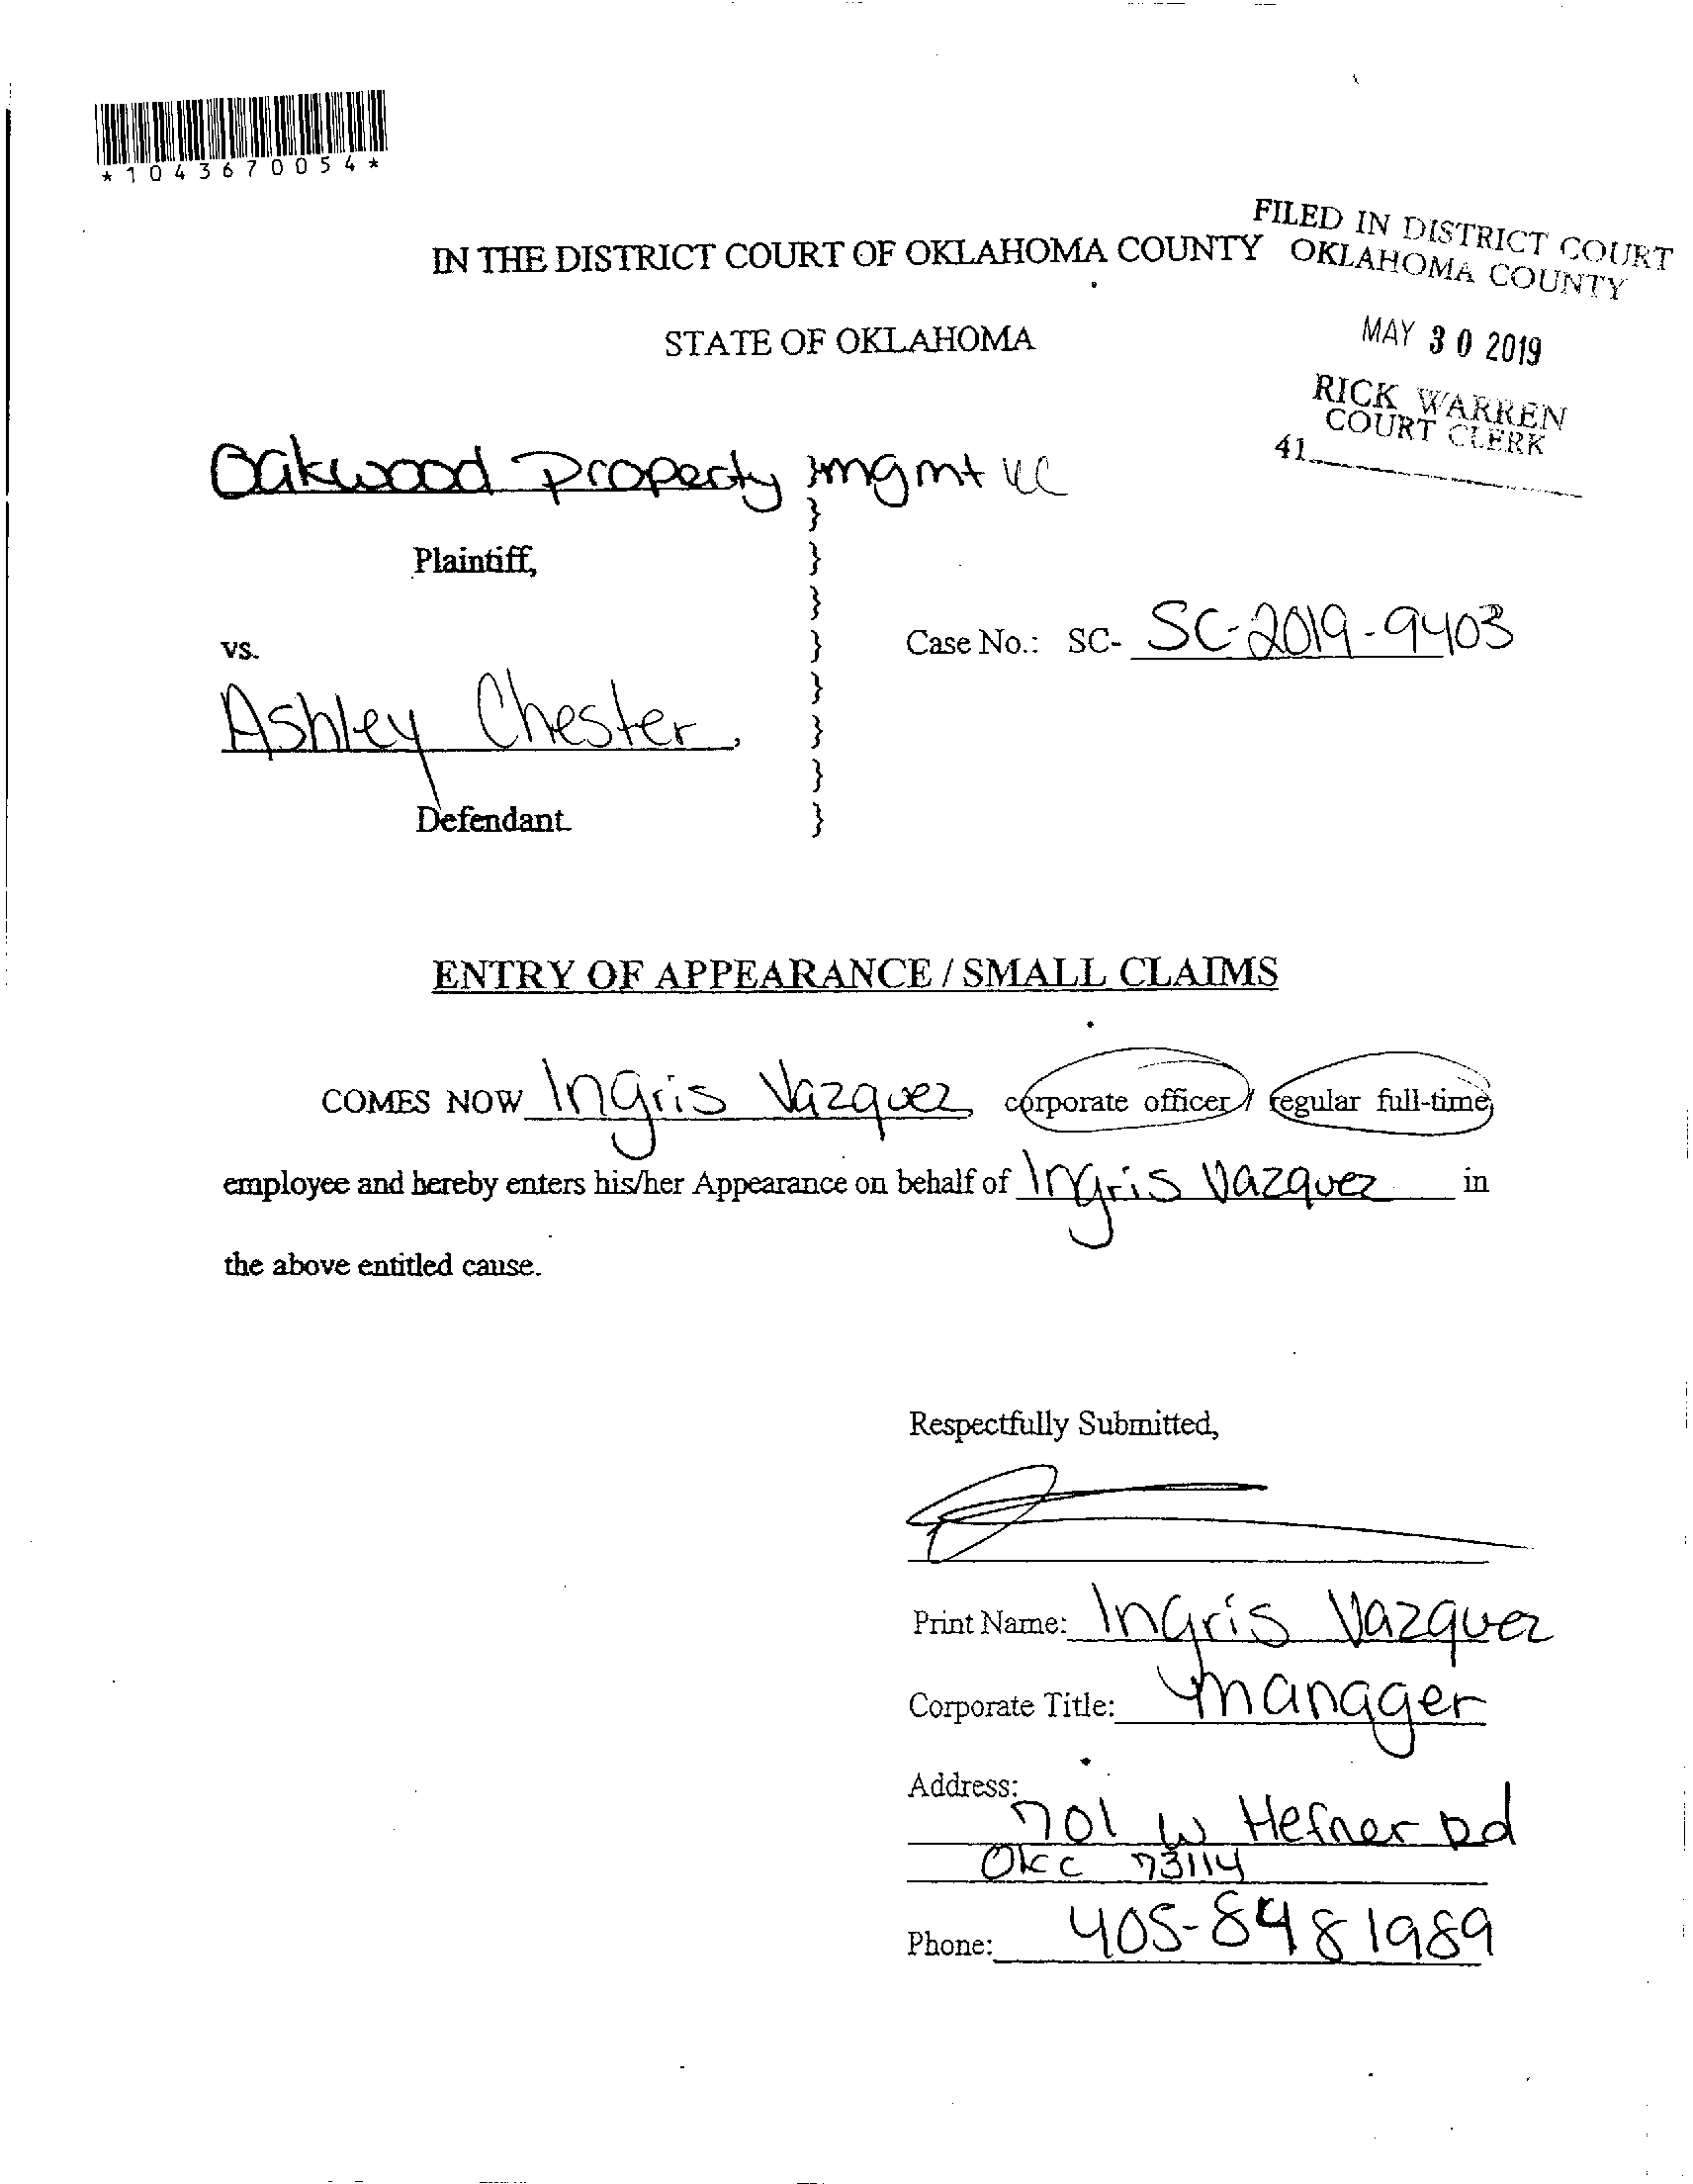 *1043670054*
FILED IN DISTRICT COURT
OKLAHOMA COUNTY
IN THE DISTRICT COURT OF OKLAHOMA COUNTY
STATE OF OKLAHOMA
MAY 30 2019
RICK WARREN
COURT CLERK
41
Oakwood Property mgmt LLC
}
Plaintiff, }
}
vs. } Case No.: SC- SC-2019-9403
}
Ashley Chester, }
}
Defendant. }
ENTRY OF APPEARANCE / SMALL CLAIMS
COMES NOW Ingris Vazquez, corporate officer / regular full-time
employee and hereby enters his/her Appearance on behalf of Ingris Vazquez in
the above entitled cause.
Respectfully Submitted,
Print Name: Ingris Vazquez
Corporate Title: manager
Address:
701 W Hefner Rd
OKC 73114
Phone: 405-848 1989